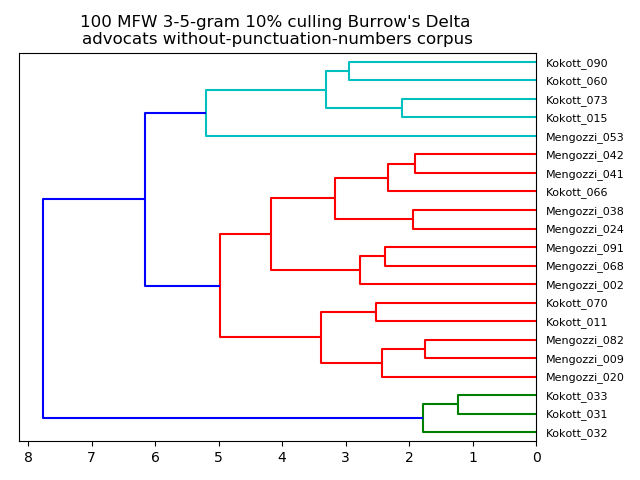 100 MFW 3-5-gram 10% culling Burrow's Delta
advocats without-punctuation-numbers corpus
Kokott_090
Kokott_060
Kokott_073
Kokott_015
Mengozzi_053
Mengozzi_042
Mengozzi_041
Kokott_066
Mengozzi_038
Mengozzi_024
Mengozzi_091
Mengozzi_068
Mengozzi_002
Kokott_070
Kokott_011
Mengozzi_082
Mengozzi_009
Mengozzi_020
Kokott_033
Kokott_031
Kokott_032
8 7 6 5 4 3 2 1 0